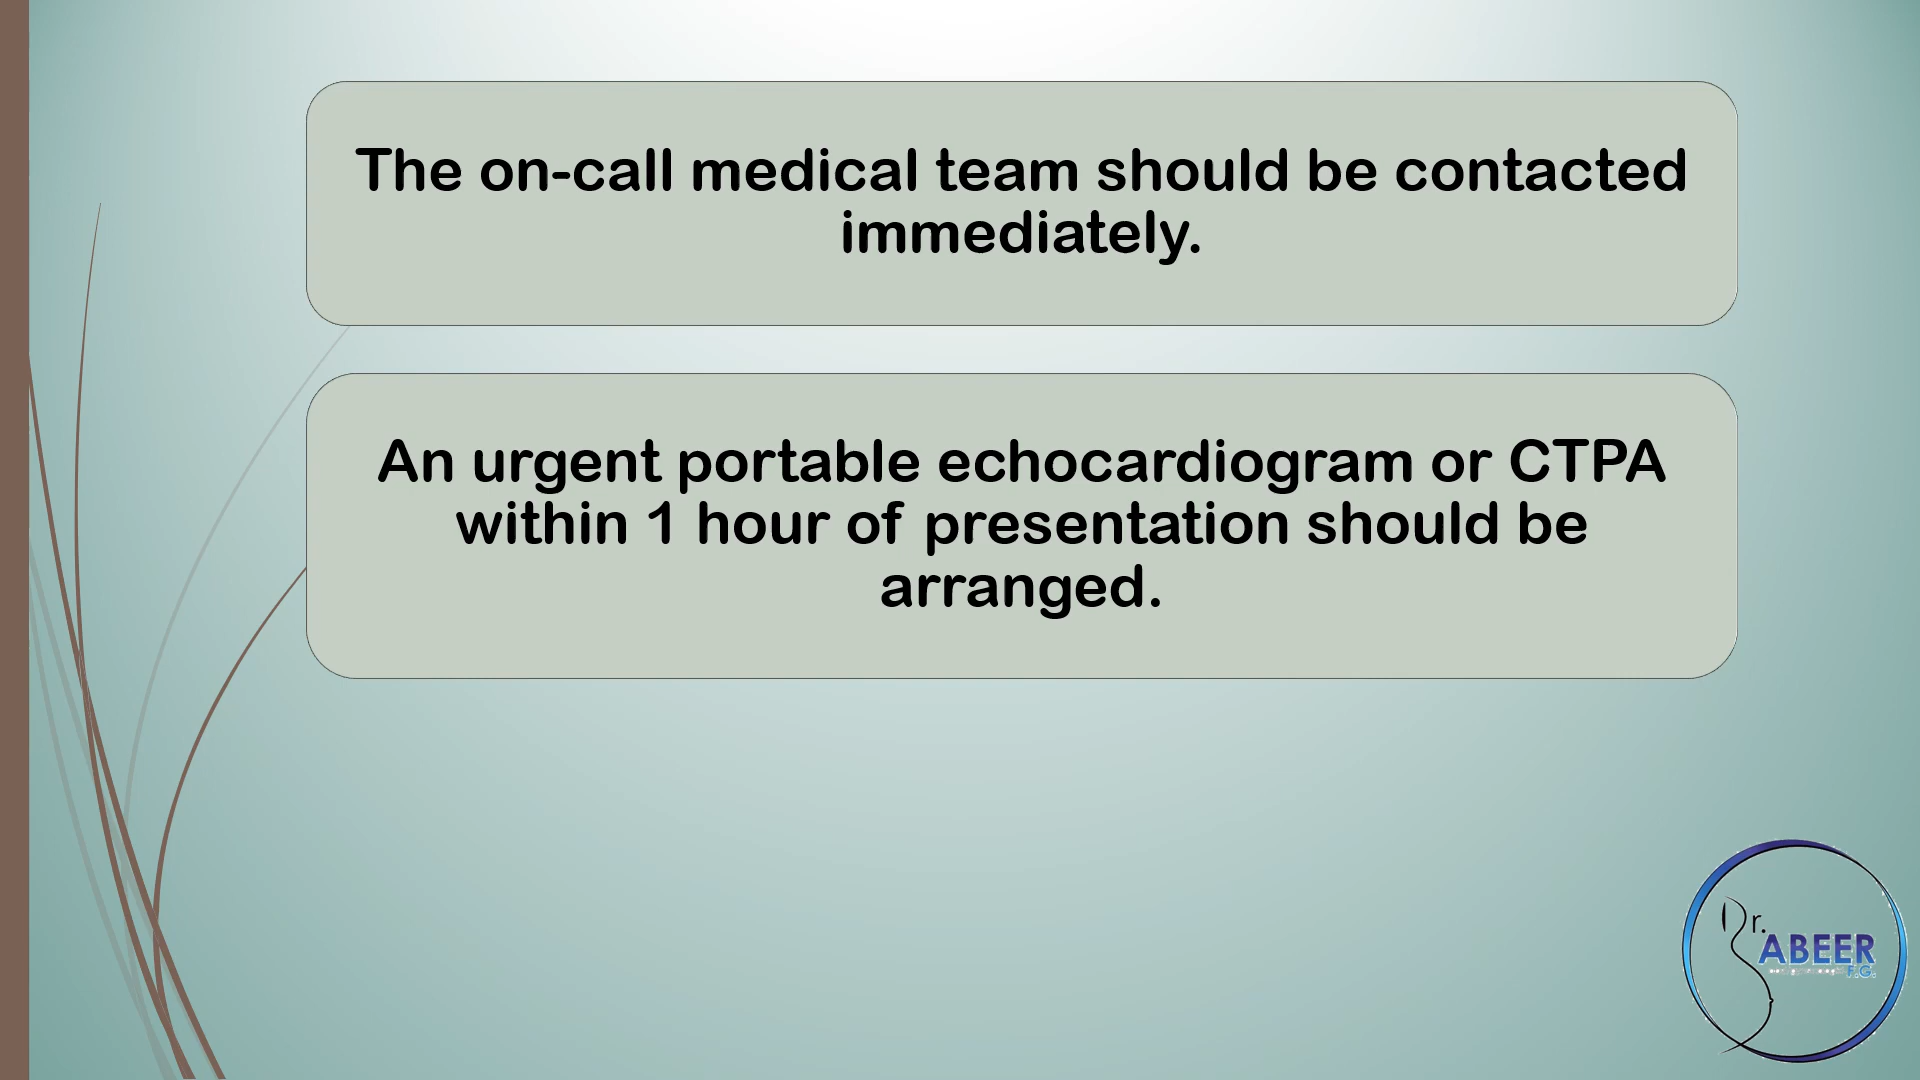 The on-call medical team should be contacted
immediately.
An urgent portable echocardiogram or CTPA
within 1 hour of presentation should be
arranged.
Dr.
ABEER
F.G.